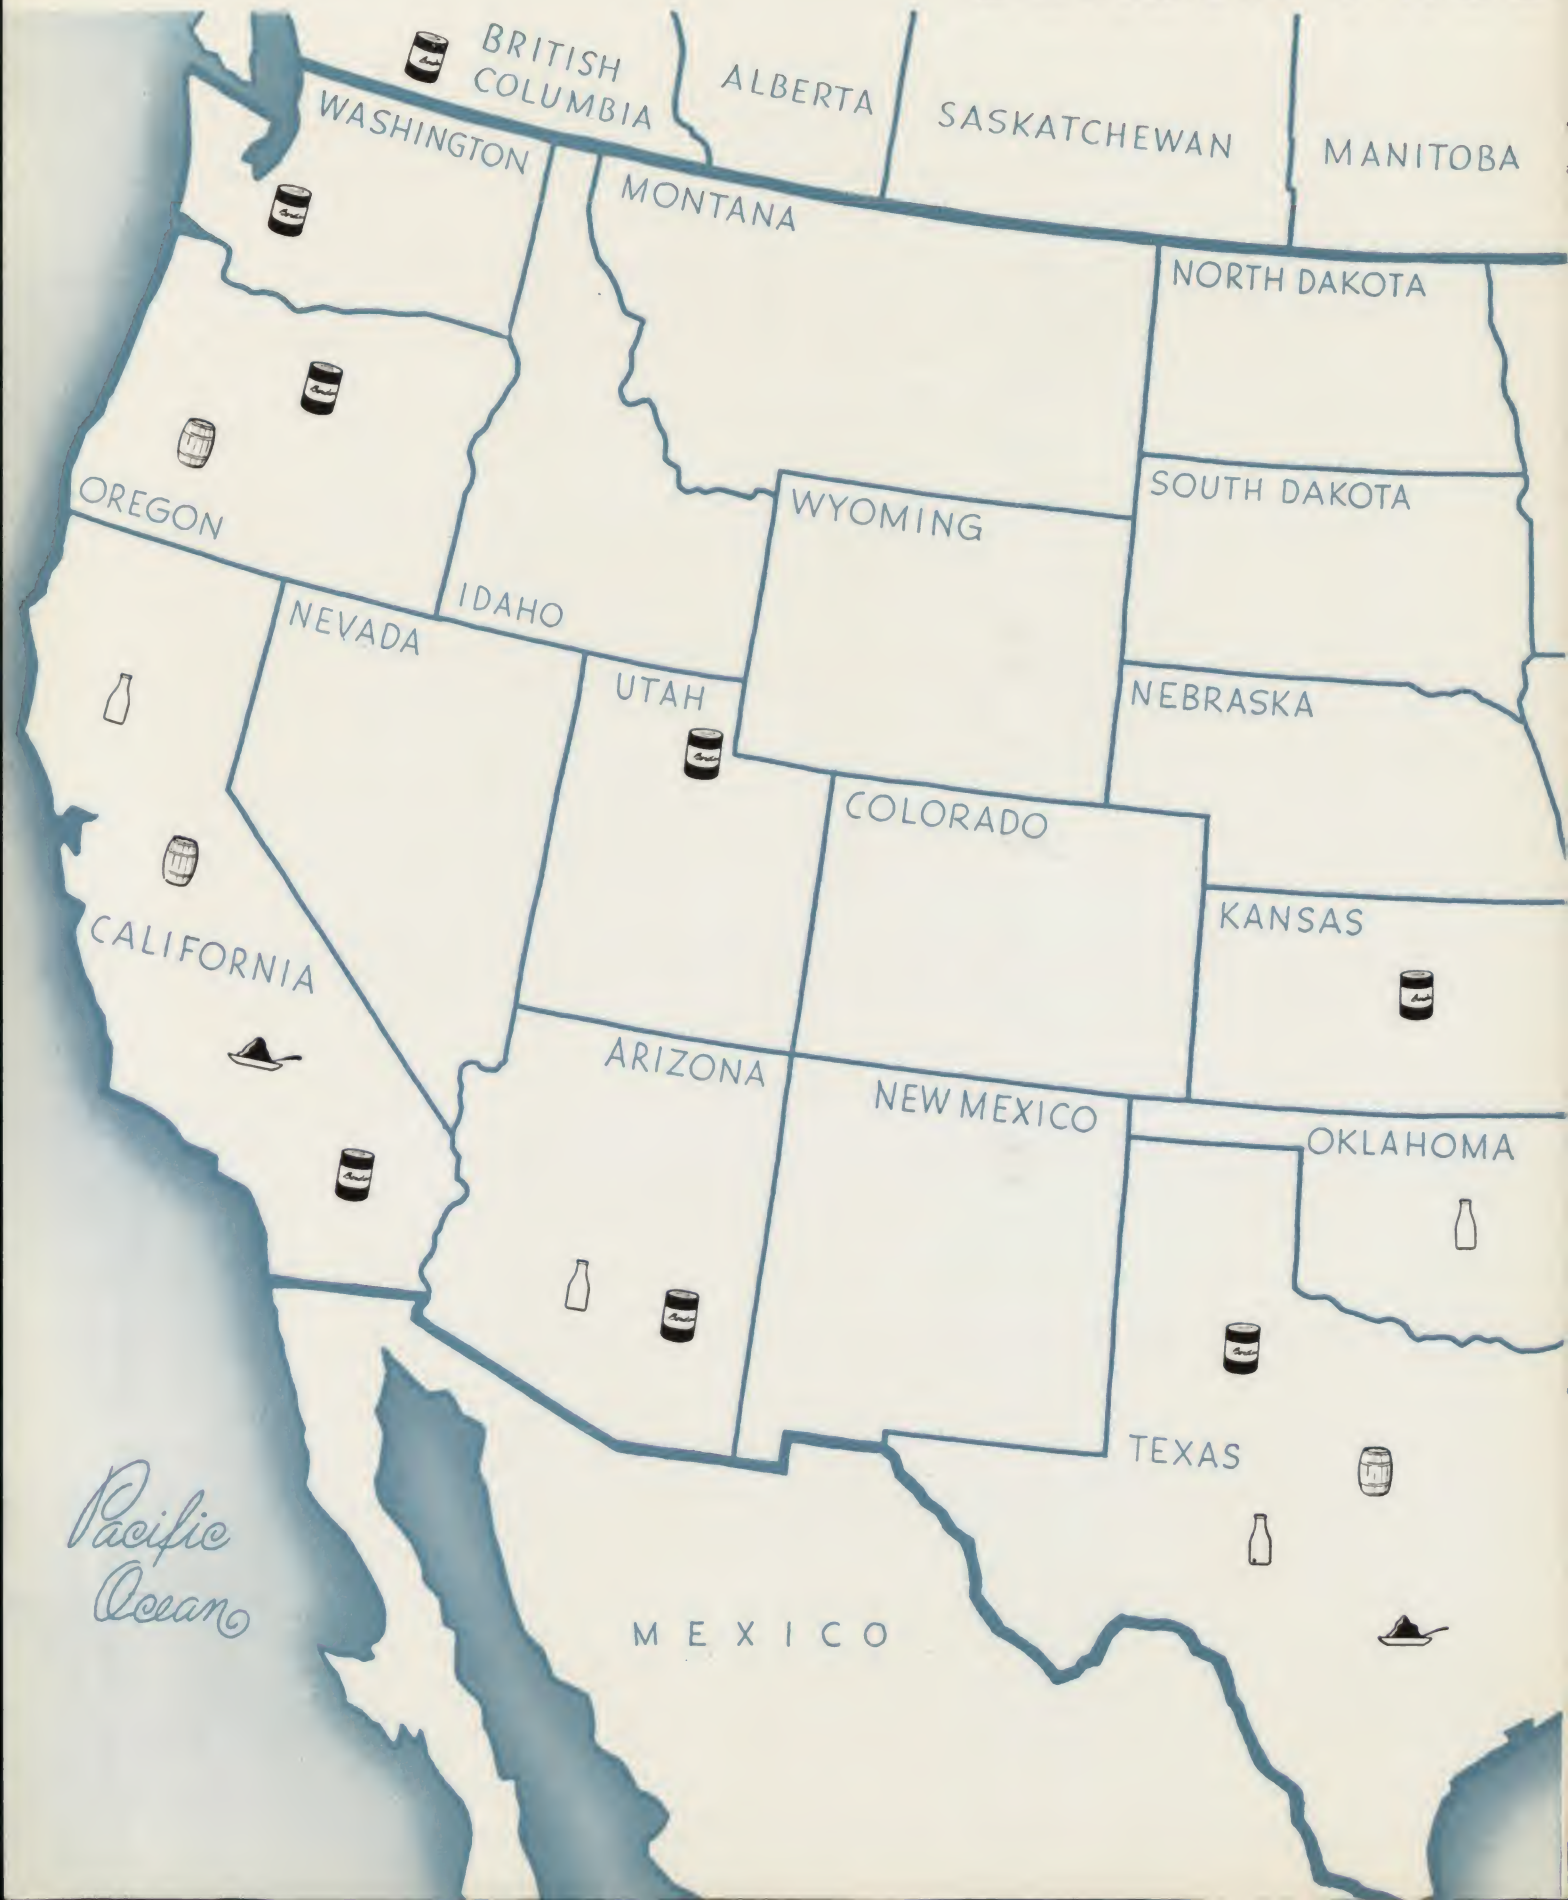 BRITISH
COLUMBIA
ALBERTA
SASKATCHEWAN
MANITOBA
WASHINGTON
MONTANA
NORTH DAKOTA
OREGON
WYOMING
SOUTH DAKOTA
IDAHO
NEVADA
UTAH
NEBRASKA
COLORADO
KANSAS
CALIFORNIA
ARIZONA
NEW MEXICO
OKLAHOMA
TEXAS
Pacific
Ocean
MEXICO